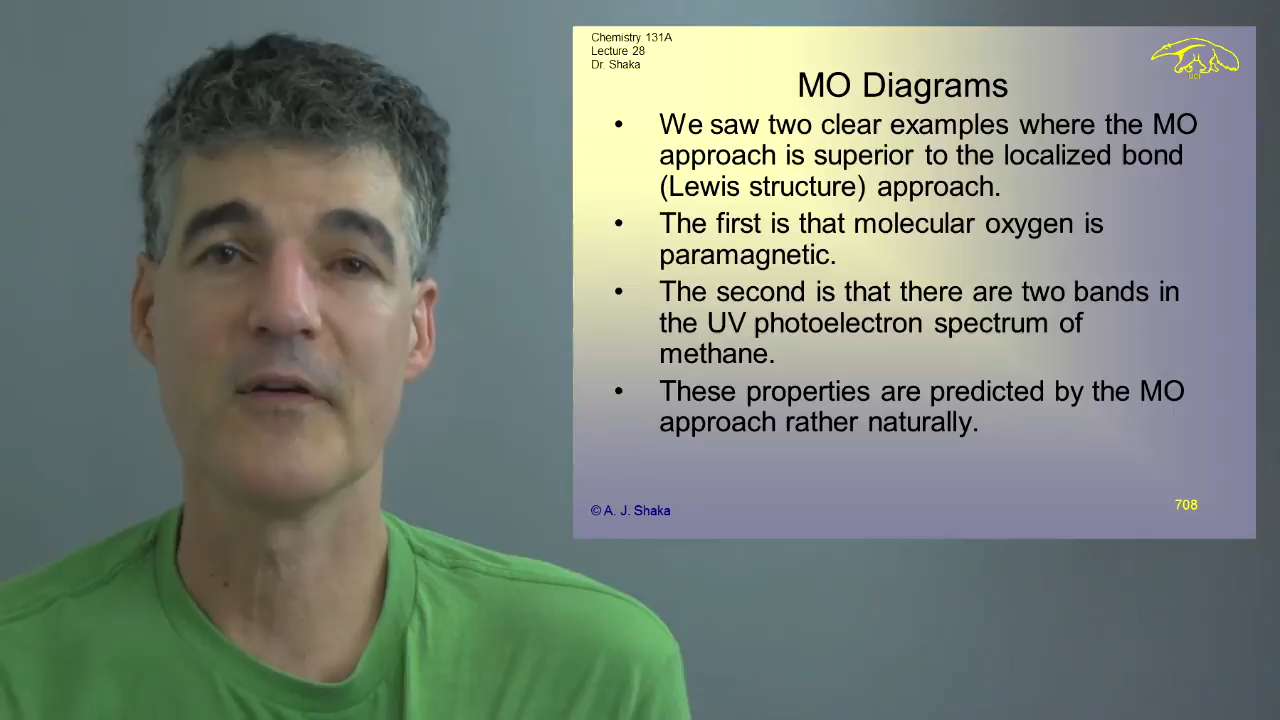 Chemistry 131A
Lecture 28
Dr. Shaka
UCI
MO Diagrams
• We saw two clear examples where the MO
approach is superior to the localized bond
(Lewis structure) approach.
• The first is that molecular oxygen is
paramagnetic.
• The second is that there are two bands in
the UV photoelectron spectrum of
methane.
• These properties are predicted by the MO
approach rather naturally.
© A. J. Shaka
708